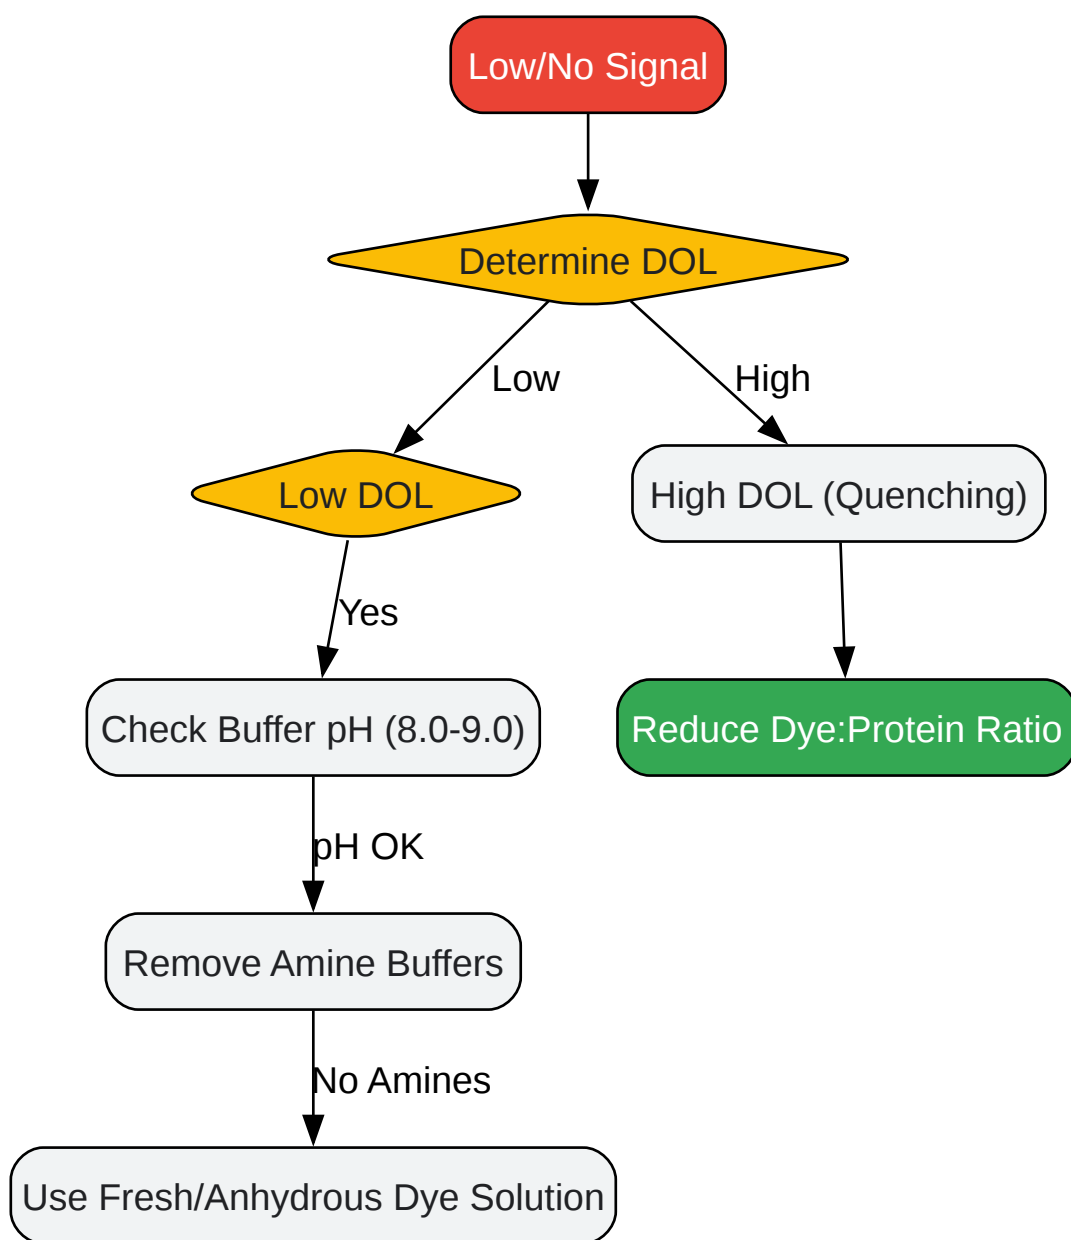 Low/No Signal
Determine DOL
Low
High
Low DOL
High DOL (Quenching)
Yes
Check Buffer pH (8.0-9.0)
Reduce Dye:Protein Ratio
pH OK
Remove Amine Buffers
No Amines
Use Fresh/Anhydrous Dye Solution